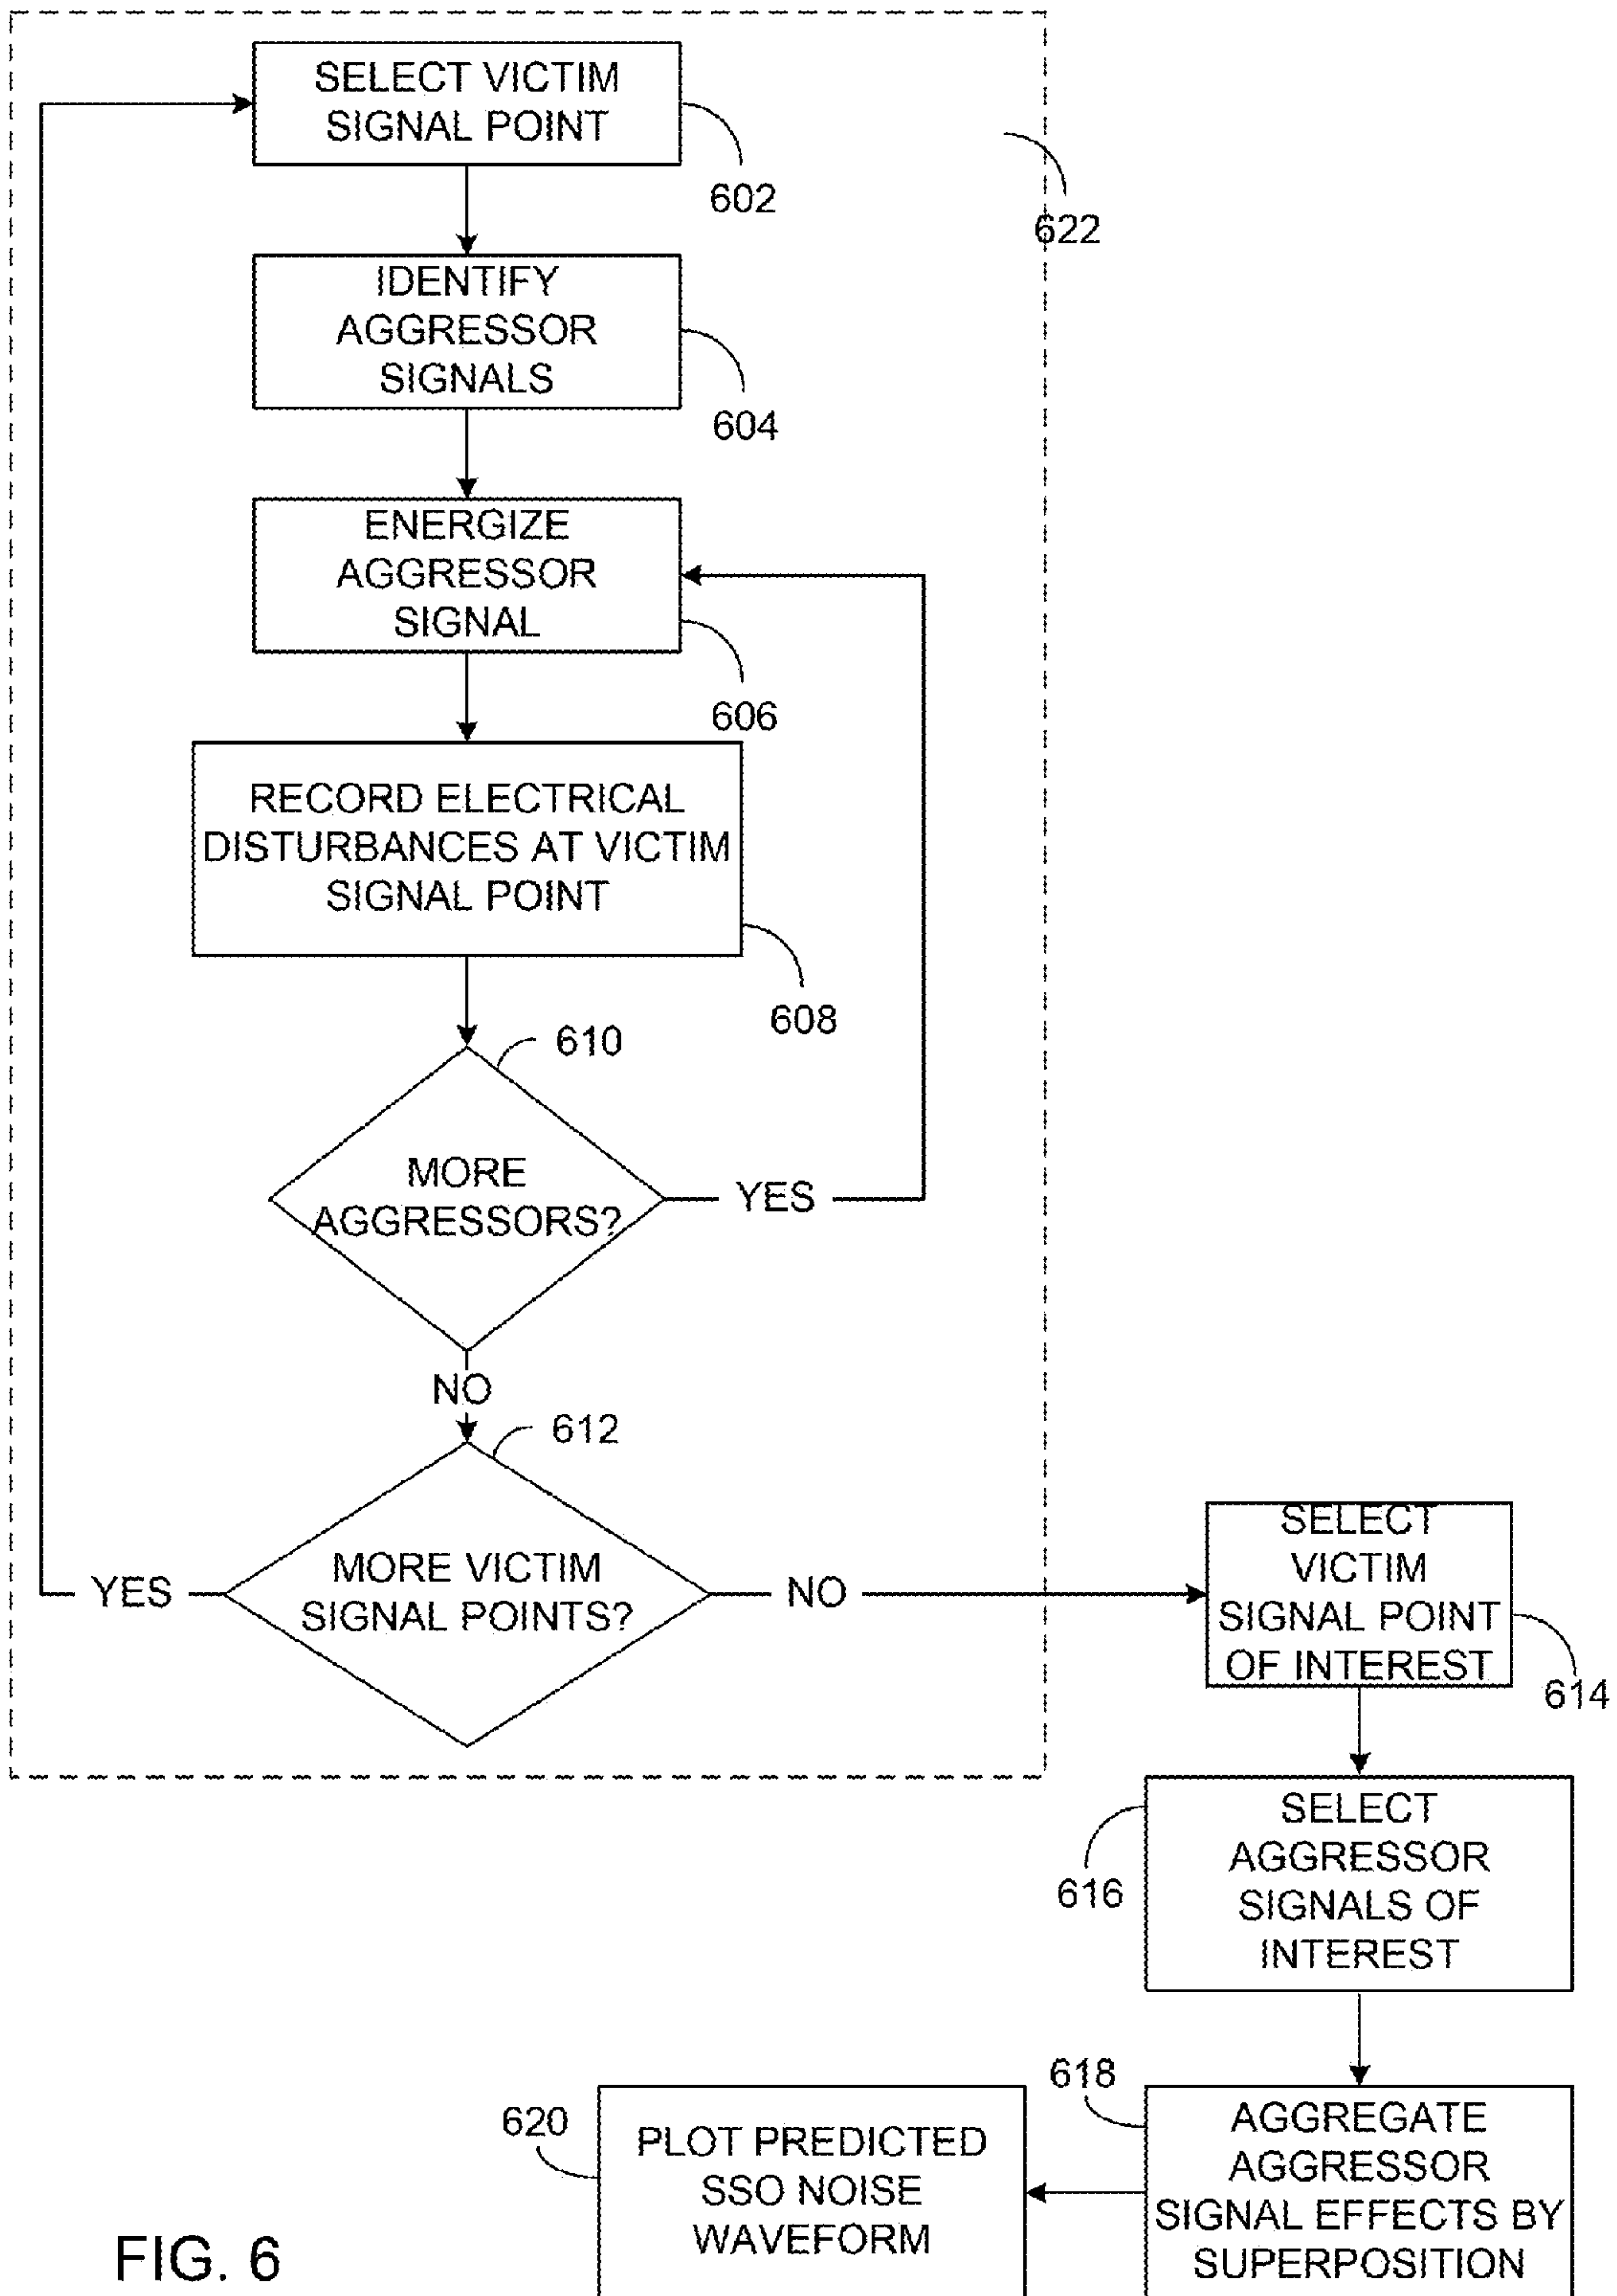 SELECT VICTIM
SIGNAL POINT
602
622
IDENTIFY
AGGRESSOR
SIGNALS
604
ENERGIZE
AGGRESSOR
SIGNAL
606
RECORD ELECTRICAL
DISTURBANCES AT VICTIM
SIGNAL POINT
608
610
MORE
AGGRESSORS?
YES
NO
612
MORE VICTIM
SIGNAL POINTS?
YES
NO
SELECT
VICTIM
SIGNAL POINT
OF INTEREST
614
SELECT
AGGRESSOR
SIGNALS OF
INTEREST
616
618
AGGREGATE
AGGRESSOR
SIGNAL EFFECTS BY
SUPERPOSITION
620
PLOT PREDICTED
SSO NOISE
WAVEFORM
FIG. 6